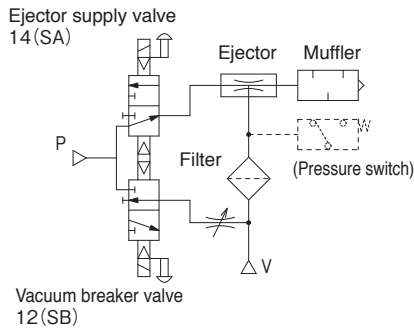 Ejector supply valve
14(SA)
Ejector
Muffler
P
Filter
(Pressure switch)
V
Vacuum breaker valve
12(SB)